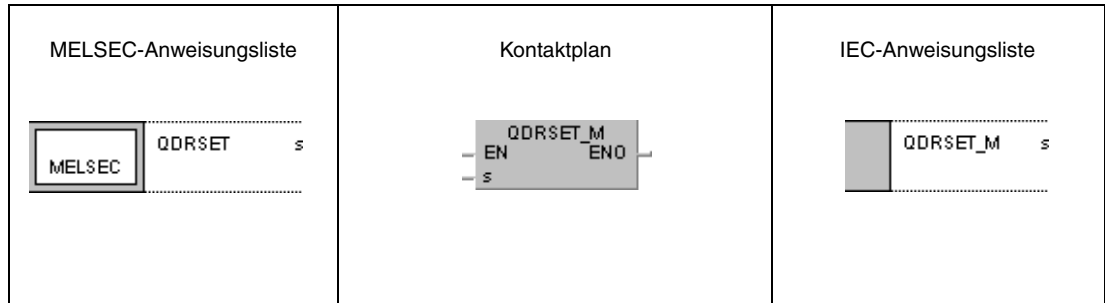 MELSEC-Anweisungsliste
MELSEC
QDRSET s
Kontaktplan
QDRSET_M
EN ENO
s
IEC-Anweisungsliste
QDRSET_M s